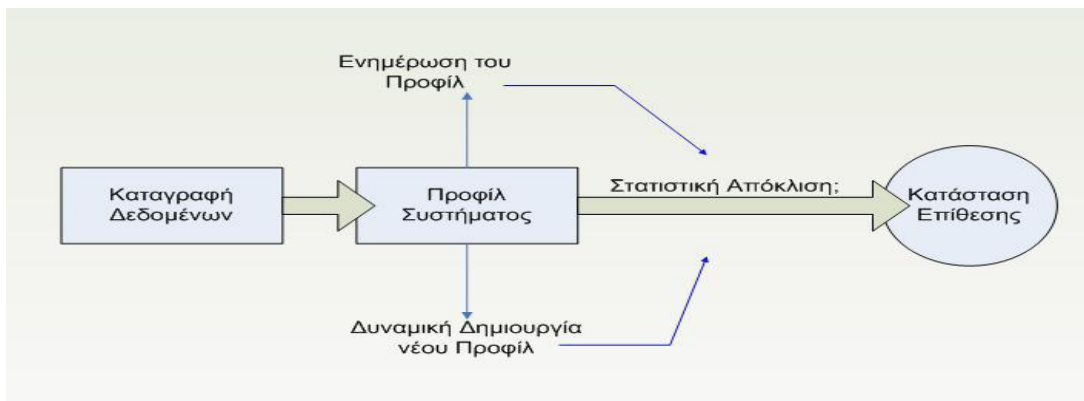 Ενημέρωση του
Προφίλ
Καταγραφή
Δεδομένων
Προφίλ
Συστήματος
Στατιστική Απόκλιση;
Κατάσταση
Επίθεσης
Δυναμική Δημιουργία
νέου Προφίλ